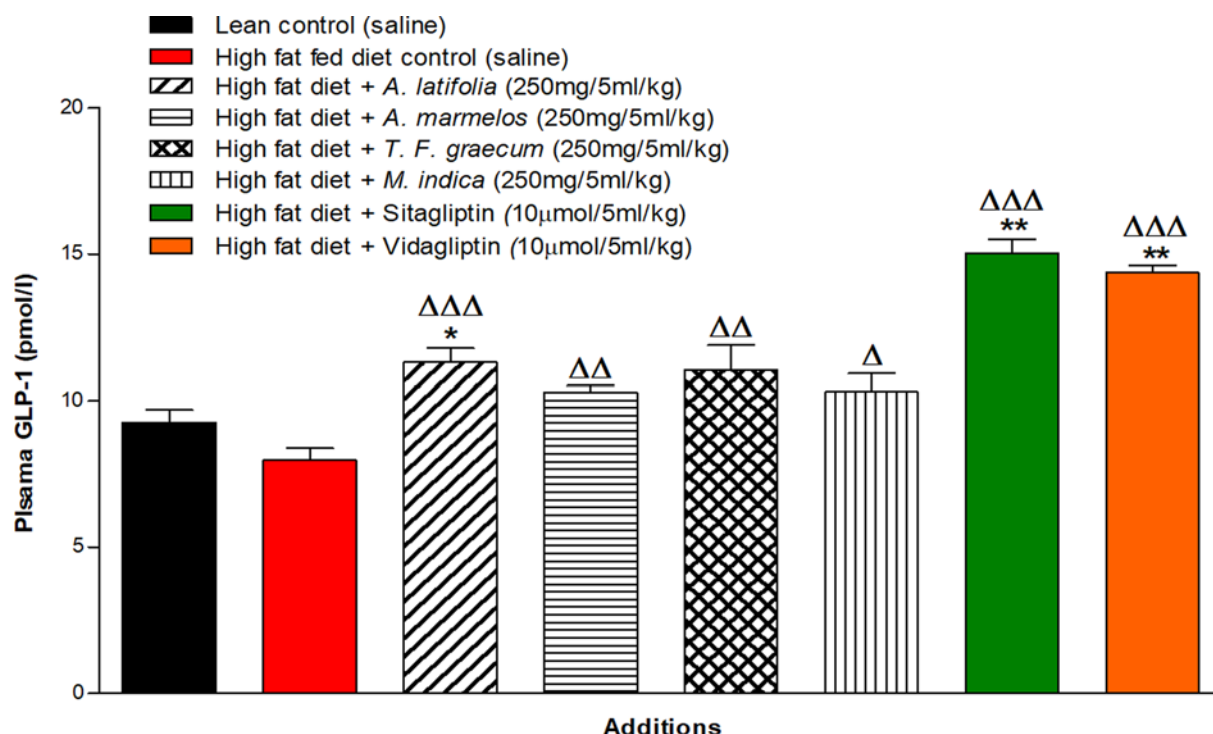 Lean control (saline)
High fat fed diet control (saline)
High fat diet + A. latifolia (250mg/5ml/kg)
High fat diet + A. marmelos (250mg/5ml/kg)
High fat diet + T. F. graecum (250mg/5ml/kg)
High fat diet + M. indica (250mg/5ml/kg)
High fat diet + Sitagliptin (10μmol/5ml/kg)
High fat diet + Vidagliptin (10μmol/5ml/kg)
20
15
10
5
0
Plsama GLP-1 (pmol/l)
ΔΔΔ
*
ΔΔ
ΔΔ
Δ
ΔΔΔ
**
ΔΔΔ
**
Additions